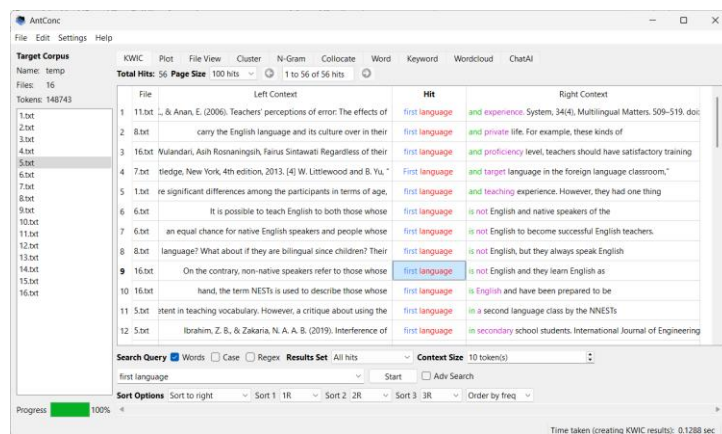 AntConc
File Edit Settings Help
Target Corpus
Name: temp
Files: 16
Tokens: 148743
1.txt
2.txt
3.txt
4.txt
5.txt
6.txt
7.txt
8.txt
9.txt
10.txt
11.txt
12.txt
13.txt
14.txt
15.txt
16.txt
Progress 100%
KWIC Plot File View Cluster N-Gram Collocate Word Keyword Wordcloud ChatAI
Total Hits: 56 Page Size 100 hits 1 to 56 of 56 hits
File Left Context Hit Right Context
1 11.txt ., & Anan, E. (2006). Teachers' perceptions of error: The effects of first language and experience. System, 34(4), Multilingual Matters. 509–519. doi:
2 8.txt carry the English language and its culture over in their first language and private life. For example, these kinds of
3 16.txt Wulandari, Asih Rosnaningsih, Fairus Sintawati Regardless of their first language and proficiency level, teachers should have satisfactory training
4 7.txt tledge, New York, 4th edition, 2013. [4] W. Littlewood and B. Yu, " First language and target language in the foreign language classroom,"
5 1.txt re significant differences among the participants in terms of age, first language and teaching experience. However, they had one thing
6 6.txt It is possible to teach English to both those whose first language is not English and native speakers of the
7 6.txt an equal chance for native English speakers and people whose first language is not English to become successful English teachers.
8 8.txt language? What about if they are bilingual since children? Their first language is not English, but they always speak English
9 16.txt On the contrary, non-native speakers refer to those whose first language is not English and they learn English as
10 16.txt hand, the term NESTs is used to describe those whose first language is English and have been prepared to be
11 5.txt etent in teaching vocabulary. However, a critique about using the first language in a second language class by the NNESTs
12 5.txt Ibrahim, Z. B., & Zakaria, N. A. A. B. (2019). Interference of first language in secondary school students. International Journal of Engineering
Search Query Words Case Regex Results Set All hits Context Size 10 token(s)
first language Start Adv Search
Sort Options Sort to right Sort 1 1R Sort 2 2R Sort 3 3R Order by freq
Time taken (creating KWIC results): 0.1288 sec